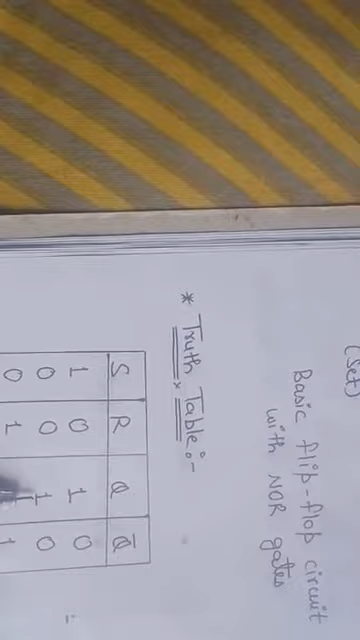 (Set)
Basic flip-flop circuit
with NOR gates
* Truth Table:-
S R Q Q̅
1 0 1 0
0 0 1 0
0 1 1